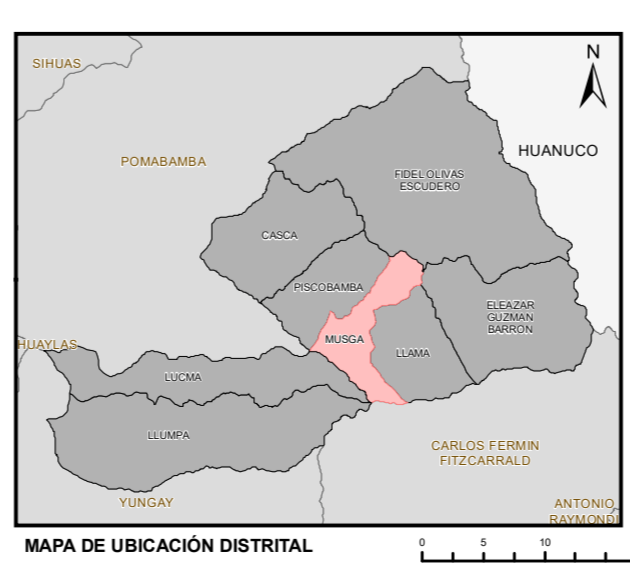 SIHUAS
N
HUANUCO
POMABAMBA
FIDEL OLIVAS
ESCUDERO
CASCA
PISCOBAMBA
ELEAZAR
GUZMAN
BARRON
MUSGA
LLAMA
HUAYLAS
LUCMA
LLUMPA
CARLOS FERMIN
FITZCARRALD
YUNGAY
ANTONIO
RAYMONDI
MAPA DE UBICACIÓN DISTRITAL
0 5 10